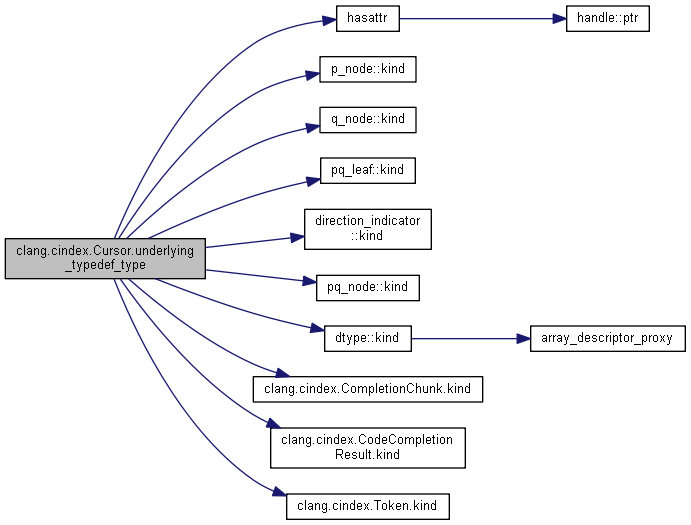 hasattr
handle::ptr
p_node::kind
q_node::kind
pq_leaf::kind
direction_indicator
::kind
clang.cindex.Cursor.underlying
_typedef_type
pq_node::kind
dtype::kind
array_descriptor_proxy
clang.cindex.CompletionChunk.kind
clang.cindex.CodeCompletion
Result.kind
clang.cindex.Token.kind